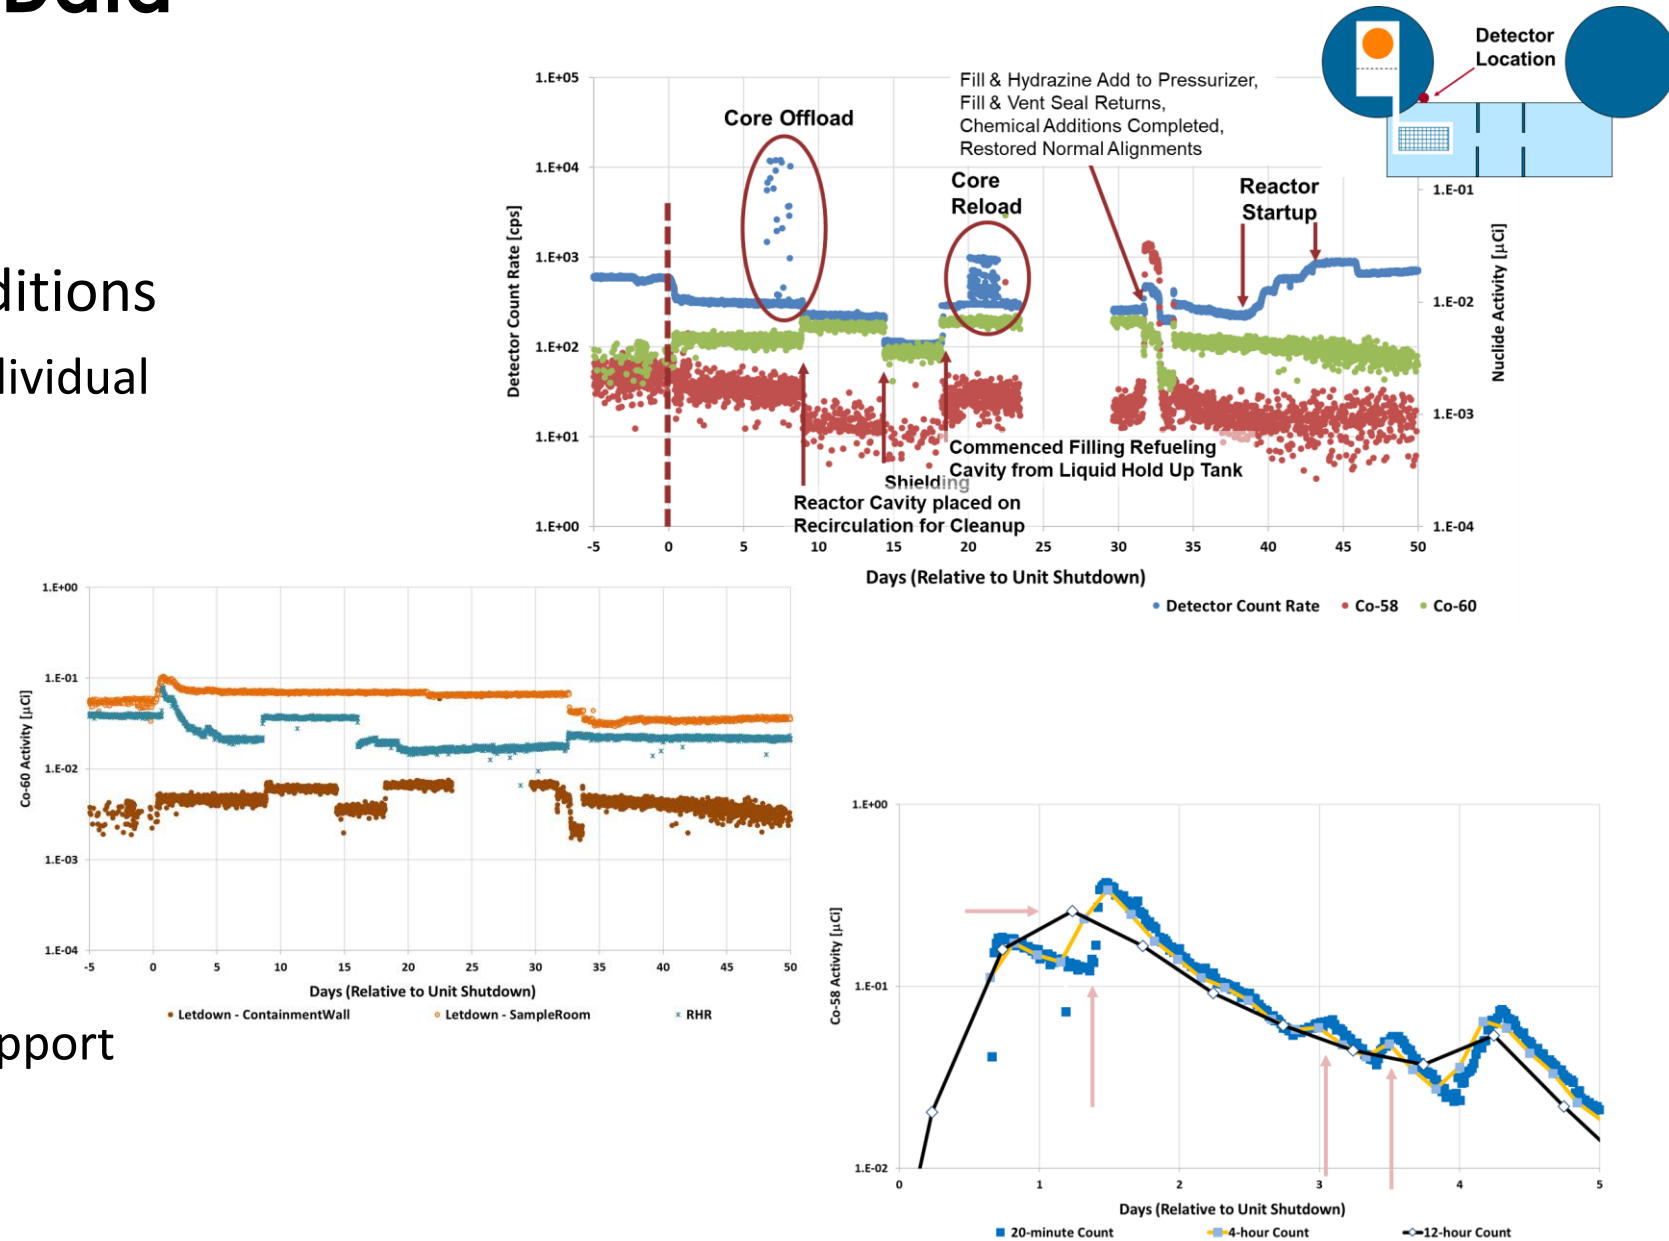 ditions
dividual
pport
Detector
Location
Fill & Hydrazine Add to Pressurizer,
Fill & Vent Seal Returns,
Chemical Additions Completed,
Restored Normal Alignments
Core Offload
Core
Reload
Reactor
Startup
Commenced Filling Refueling
Cavity from Liquid Hold Up Tank
Shielding
Reactor Cavity placed on
Recirculation for Cleanup
Detector Count Rate [cps]
1.E+05
1.E+04
1.E+03
1.E+02
1.E+01
1.E+00
Nuclide Activity [µCi]
1.E-01
1.E-02
1.E-03
1.E-04
-5 0 5 10 15 20 25 30 35 40 45 50
Days (Relative to Unit Shutdown)
Detector Count Rate Co-58 Co-60
Co-60 Activity [µCi]
1.E+00
1.E-01
1.E-02
1.E-03
1.E-04
-5 0 5 10 15 20 25 30 35 40 45 50
Days (Relative to Unit Shutdown)
Letdown - ContainmentWall Letdown - SampleRoom RHR
Co-58 Activity [µCi]
1.E+00
1.E-01
1.E-02
0 1 2 3 4 5
Days (Relative to Unit Shutdown)
20-minute Count 4-hour Count 12-hour Count